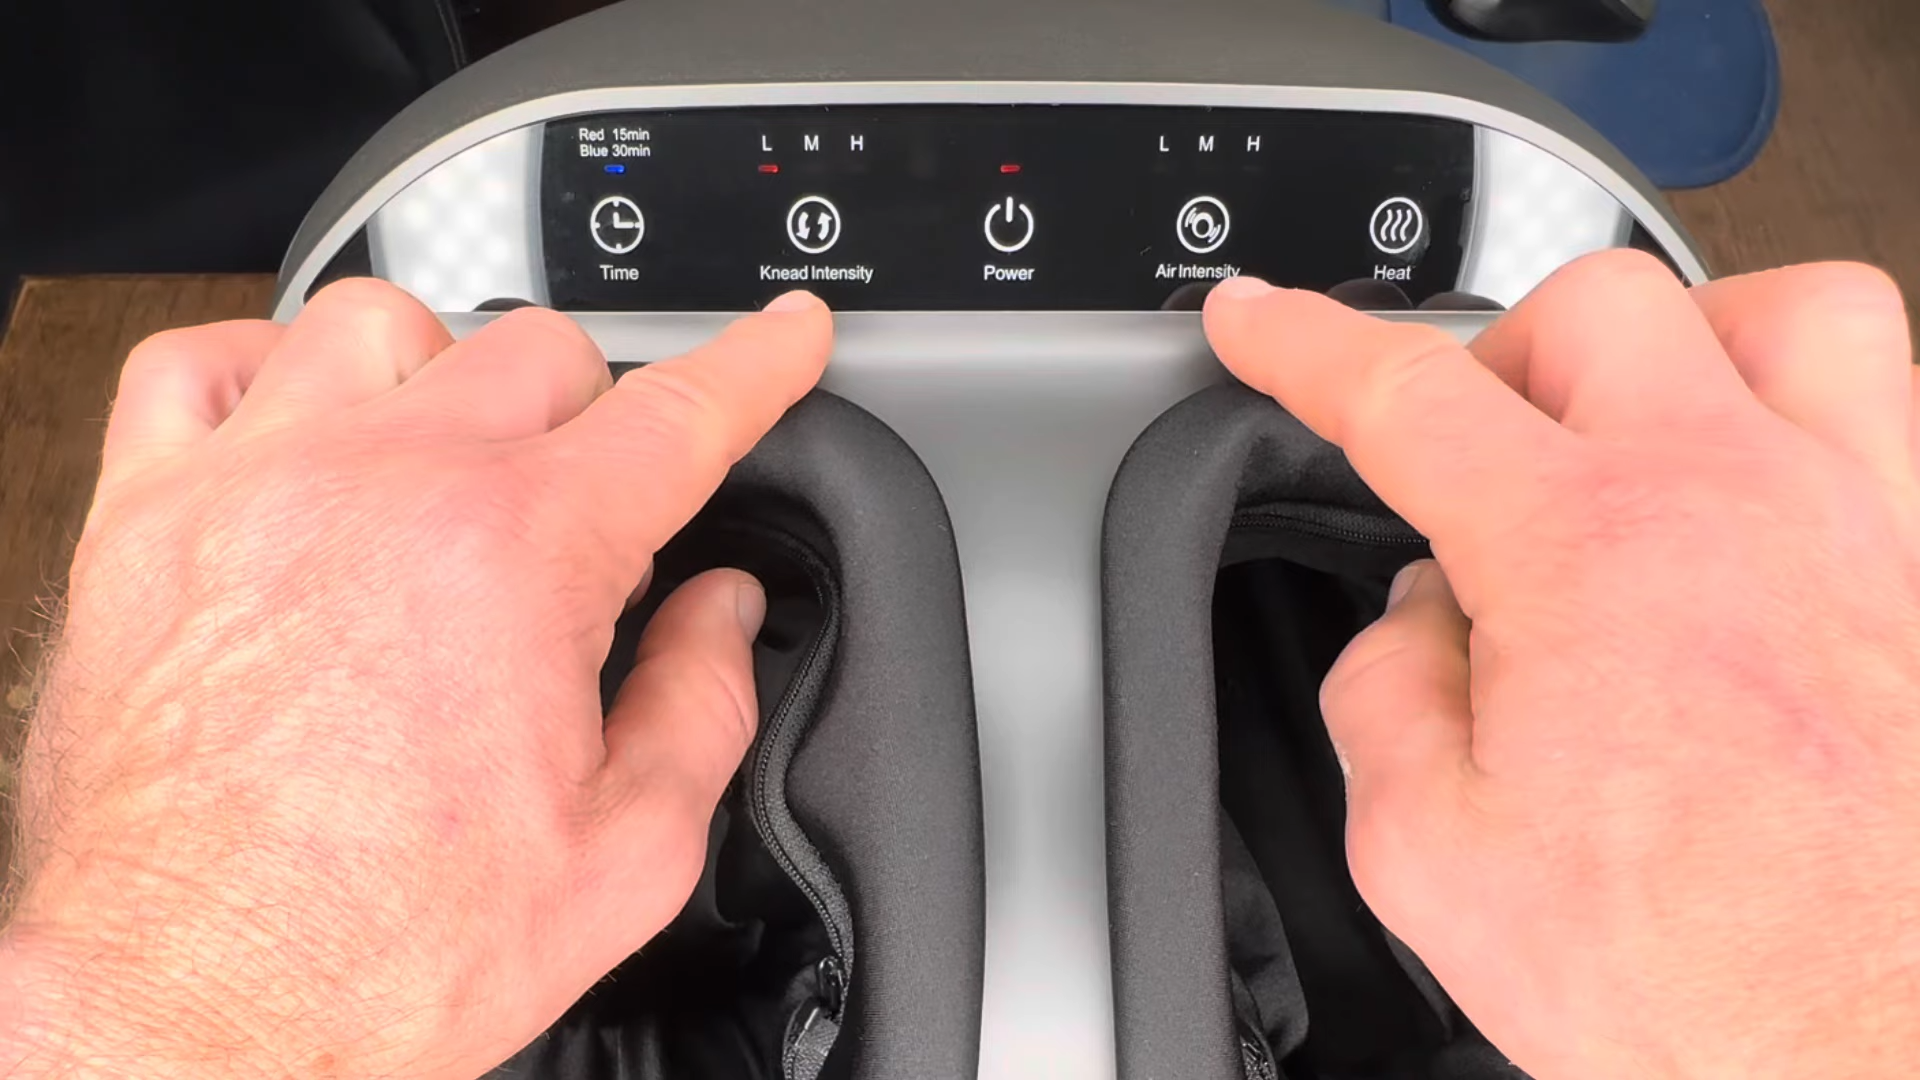 Red 15min
Blue 30min
L M H
L M H
Time
Knead Intensity
Power
Air Intensity
Heat